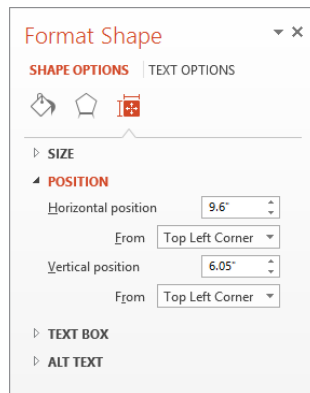 Format Shape
SHAPE OPTIONS TEXT OPTIONS
SIZE
POSITION
Horizontal position 9.6"
From Top Left Corner
Vertical position 6.05"
From Top Left Corner
TEXT BOX
ALT TEXT